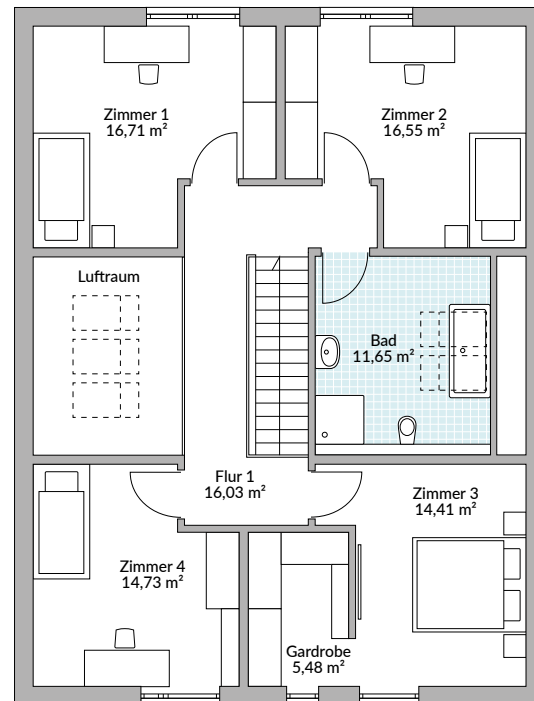 Zimmer 1
16,71 m²
Zimmer 2
16,55 m²
Luftraum
Bad
11,65 m²
Flur 1
16,03 m²
Zimmer 3
14,41 m²
Zimmer 4
14,73 m²
Gardrobe
5,48 m²